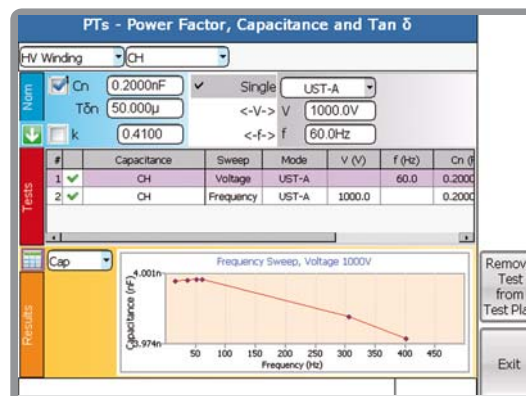 PTs - Power Factor, Capacitance and Tan δ
HV Winding CH
Nom
Cn 0.2000nF Single UST-A
Tδn 50.000µ <-V-> V 1000.0V
k 0.4100 <-f-> f 60.0Hz
Tests
# Capacitance Sweep Mode V (V) f (Hz) Cn (F
1 CH Voltage UST-A 60.0 0.2000
2 CH Frequency UST-A 1000.0 0.2000
Cap
Results
Frequency Sweep, Voltage 1000V
4.001n
Capacitance (nF)
3.974n
50 100 150 200 250 300 350 400 450
Frequency (Hz)
Remov
Test
from
Test Pla
Exit